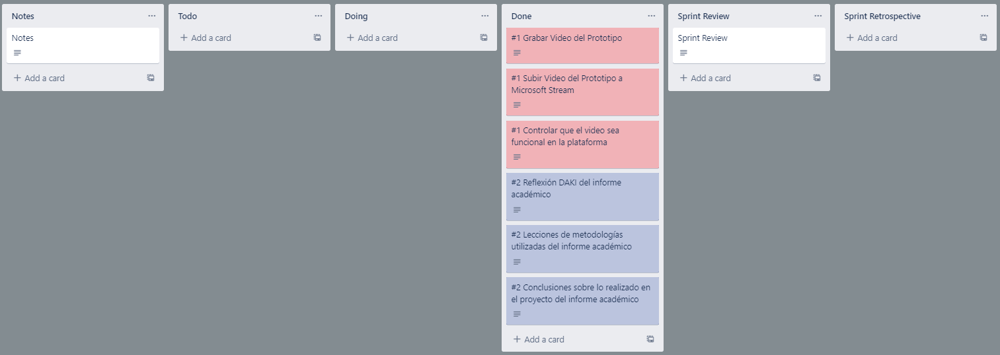 Notes
Notes
+ Add a card
Todo
+ Add a card
Doing
+ Add a card
Done
#1 Grabar Video del Prototipo
#1 Subir Video del Prototipo a
Microsoft Stream
#1 Controlar que el video sea
funcional en la plataforma
#2 Reflexión DAKI del informe
académico
#2 Lecciones de metodologías
utilizadas del informe académico
#2 Conclusiones sobre lo realizado en
el proyecto del informe académico
+ Add a card
Sprint Review
Sprint Review
+ Add a card
Sprint Retrospective
+ Add a card